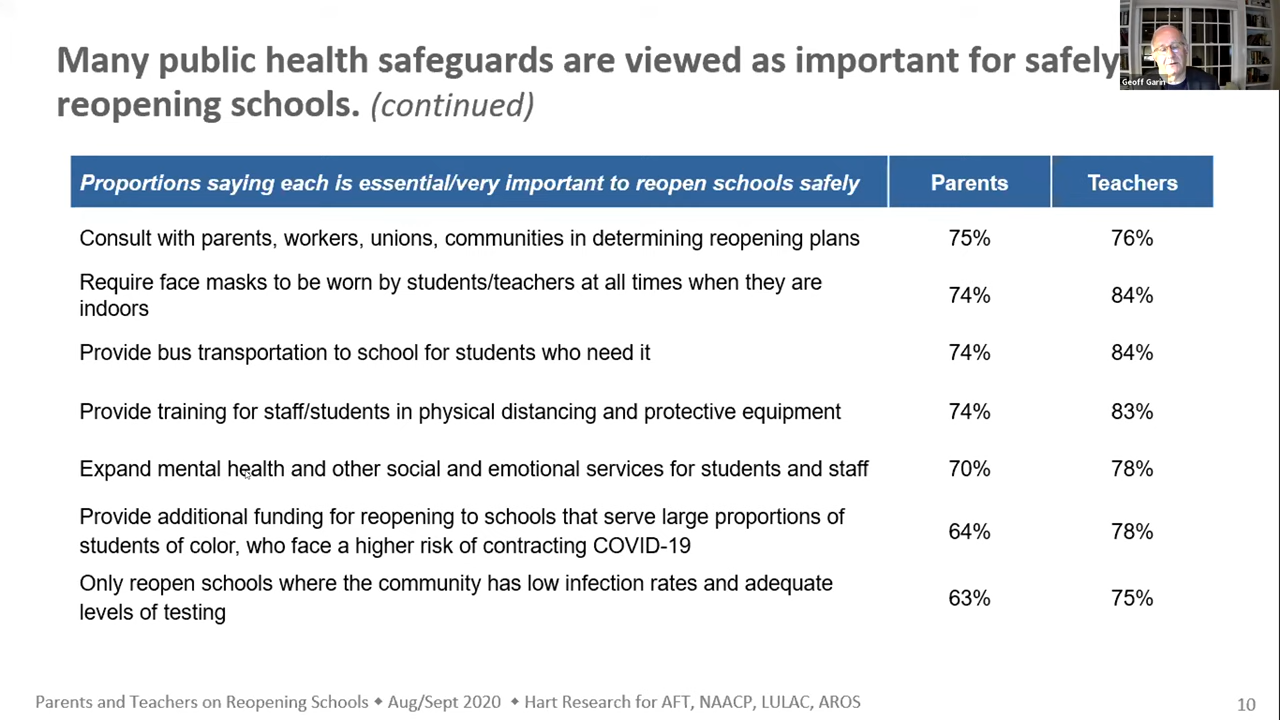 Many public health safeguards are viewed as important for safely
reopening schools. (continued)
Geoff Garin
Proportions saying each is essential/very important to reopen schools safely Parents Teachers
Consult with parents, workers, unions, communities in determining reopening plans 75% 76%
Require face masks to be worn by students/teachers at all times when they are
indoors 74% 84%
Provide bus transportation to school for students who need it 74% 84%
Provide training for staff/students in physical distancing and protective equipment 74% 83%
Expand mental health and other social and emotional services for students and staff 70% 78%
Provide additional funding for reopening to schools that serve large proportions of
students of color, who face a higher risk of contracting COVID-19 64% 78%
Only reopen schools where the community has low infection rates and adequate
levels of testing 63% 75%
Parents and Teachers on Reopening Schools ◆ Aug/Sept 2020 ◆ Hart Research for AFT, NAACP, LULAC, AROS 10